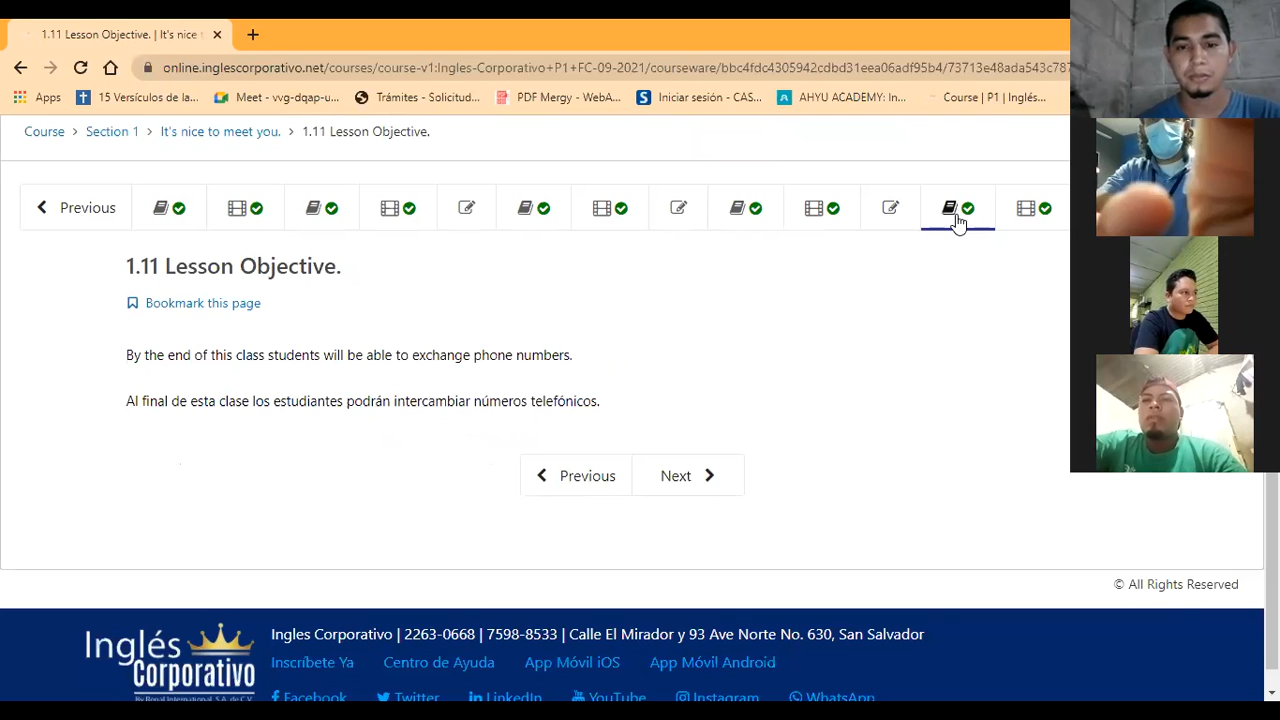 1.11 Lesson Objective. | It's nice t
online.inglescorporativo.net/courses/course-v1:Ingles-Corporativo+P1+FC-09-2021/courseware/bbc4fdc4305942cdbd31eea06adf95b4/73713e48ada543c787
Apps 15 Versículos de la... Meet - vvg-dqap-u... Trámites - Solicitud... PDF Mergy - WebA... Iniciar sesión - CAS... AHYU ACADEMY: In... Course | P1 | Inglés...
Course > Section 1 > It's nice to meet you. > 1.11 Lesson Objective.
Previous
1.11 Lesson Objective.
Bookmark this page
By the end of this class students will be able to exchange phone numbers.
Al final de esta clase los estudiantes podrán intercambiar números telefónicos.
Previous Next
© All Rights Reserved
Inglés Corporativo
Ingles Corporativo | 2263-0668 | 7598-8533 | Calle El Mirador y 93 Ave Norte No. 630, San Salvador
Inscríbete Ya Centro de Ayuda App Móvil iOS App Móvil Android
Facebook Twitter LinkedIn YouTube Instagram WhatsApp